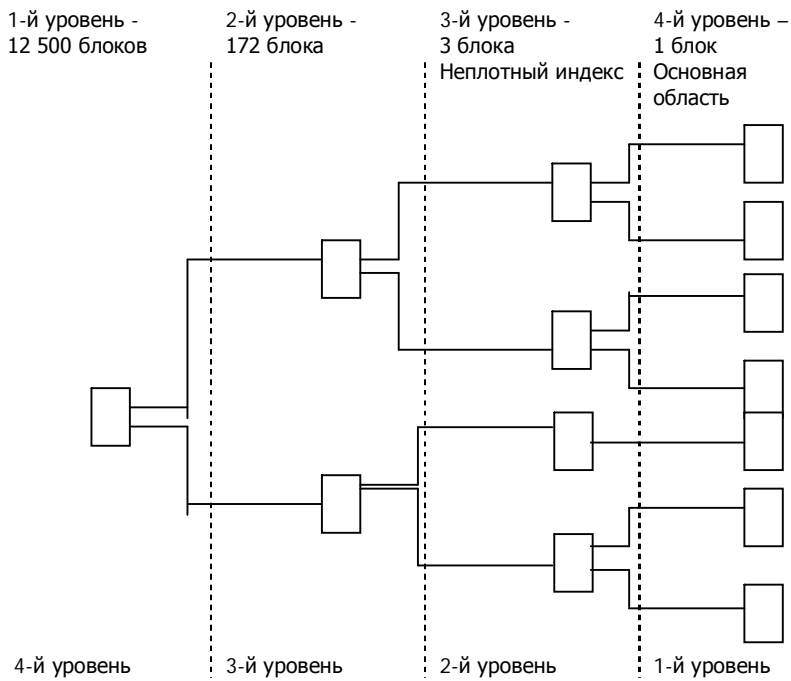 1-й уровень -
12 500 блоков
2-й уровень -
172 блока
3-й уровень -
3 блока
Неплотный индекс
4-й уровень –
1 блок
Основная
область
4-й уровень
3-й уровень
2-й уровень
1-й уровень